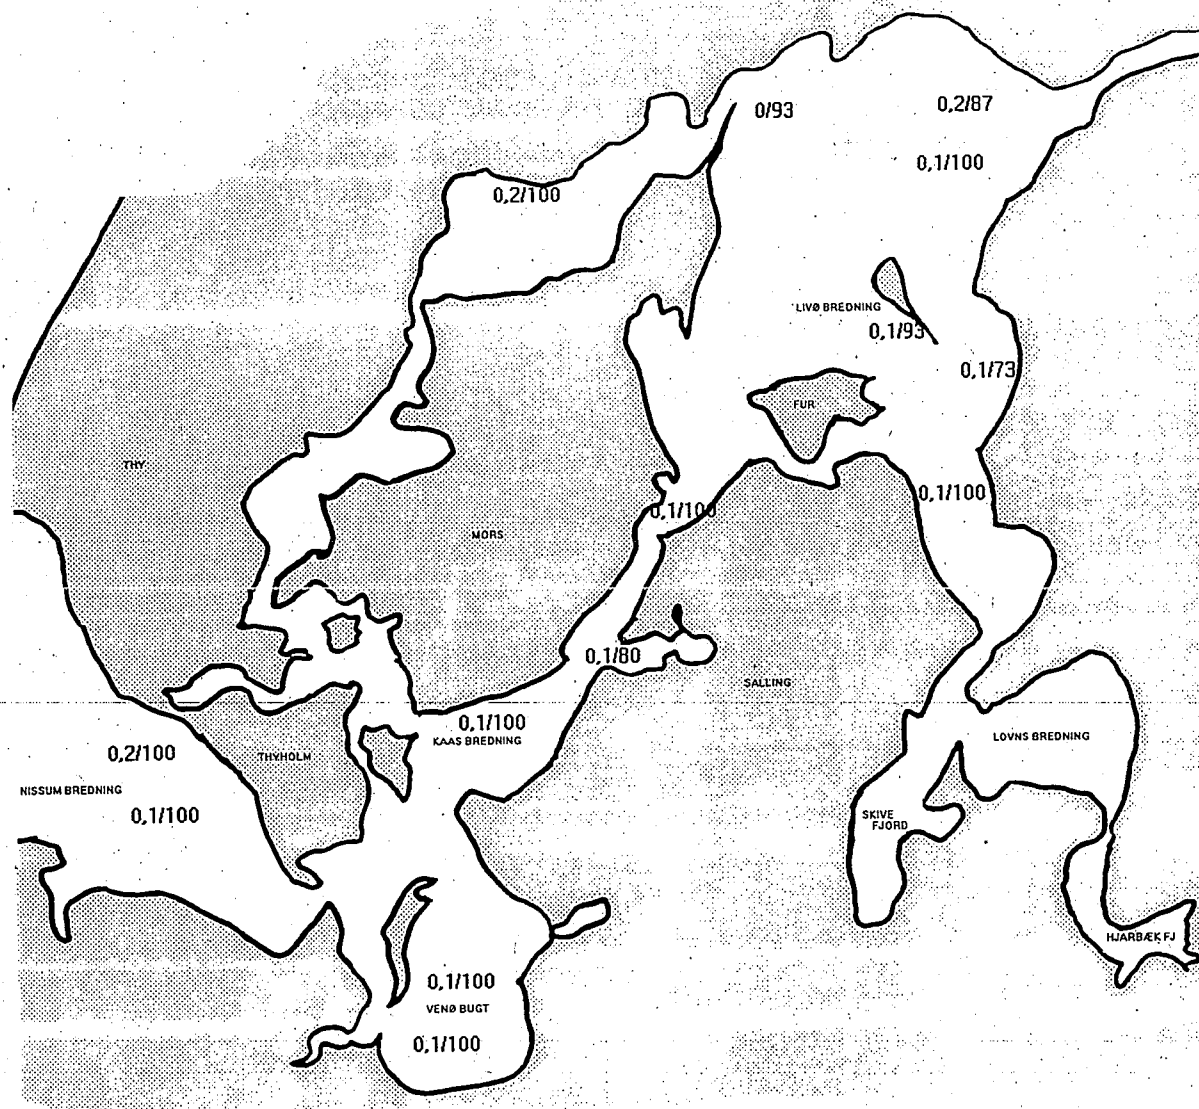 0/93
0,2/87
0,1/100
0,2/100
LIVØ BREDNING
0,1/93
0,1/73
FUR
THY
0,1/100
0,1/100
MORS
0,1/80
SALLING
0,1/100
KAAS BREDNING
LOVNS BREDNING
0,2/100
THYHOLM
NISSUM BREDNING
0,1/100
SKIVE
FJORD
HJARBÆK FJ
0,1/100
VENØ BUGT
0,1/100